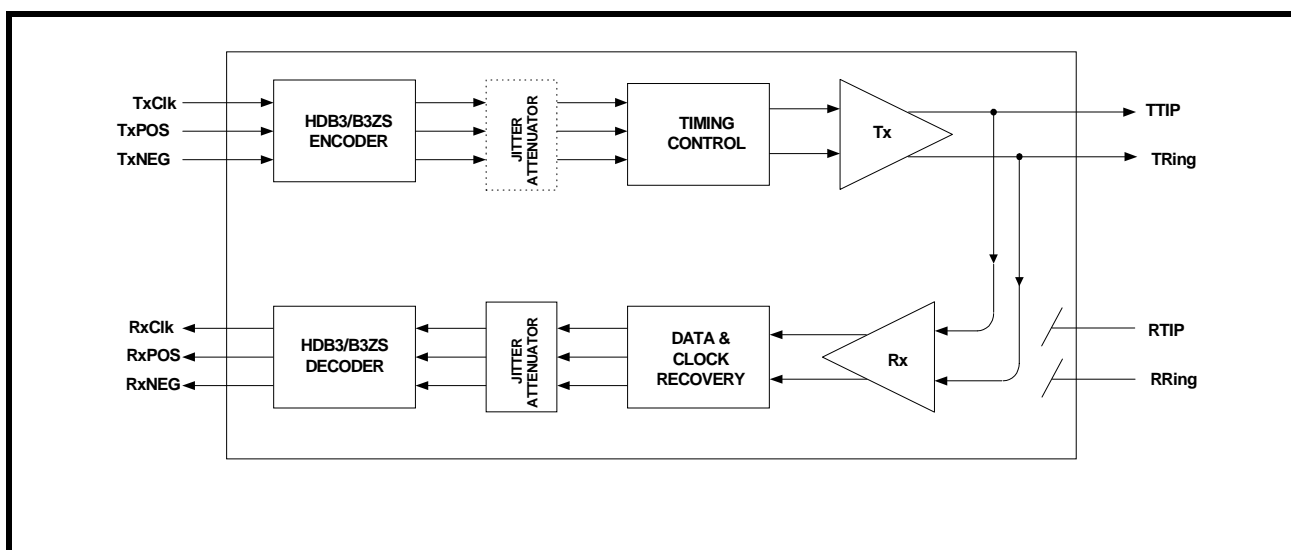 TxClk
TxPOS
TxNEG
HDB3/B3ZS
ENCODER
JITTER
ATTENUATOR
TIMING
CONTROL
Tx
TTIP
TRing
RxClk
RxPOS
RxNEG
HDB3/B3ZS
DECODER
JITTER
ATTENUATOR
DATA &
CLOCK
RECOVERY
Rx
RTIP
RRing